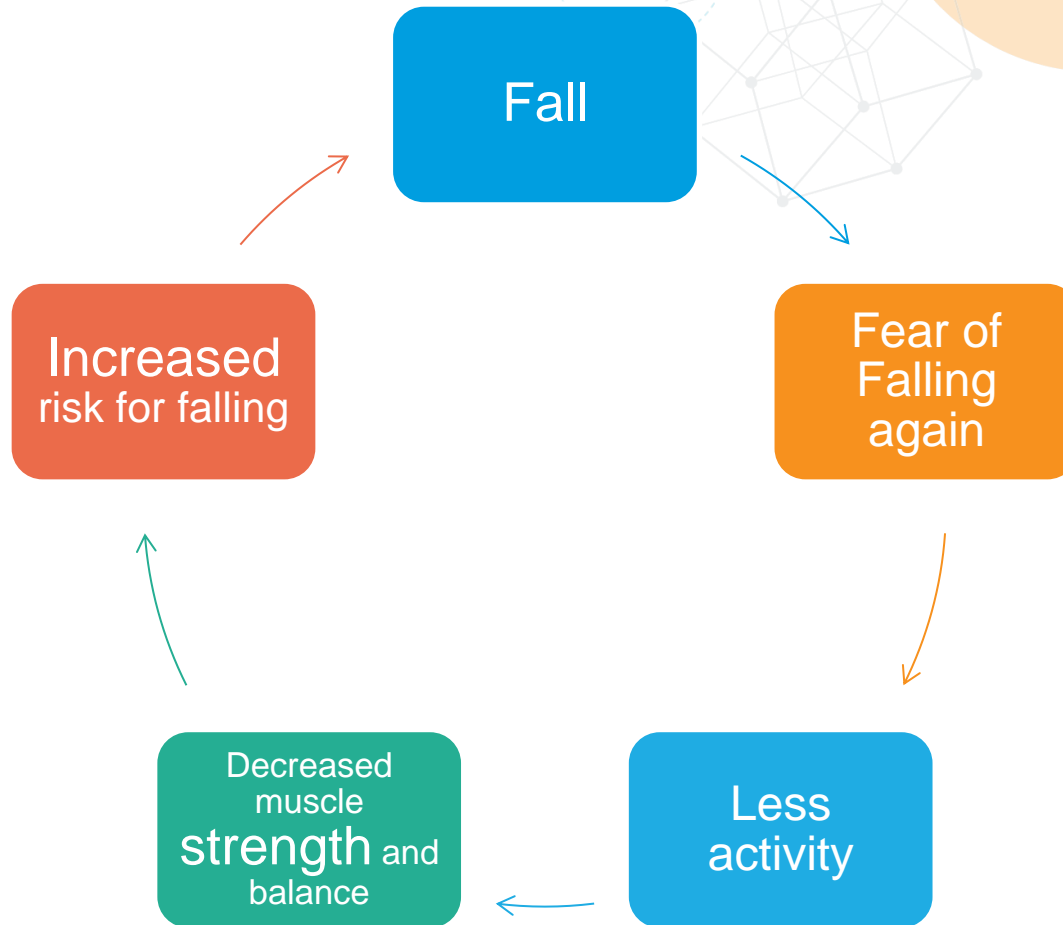 Fall
Fear of
Falling
again
Less
activity
Decreased
muscle
strength and
balance
Increased
risk for falling